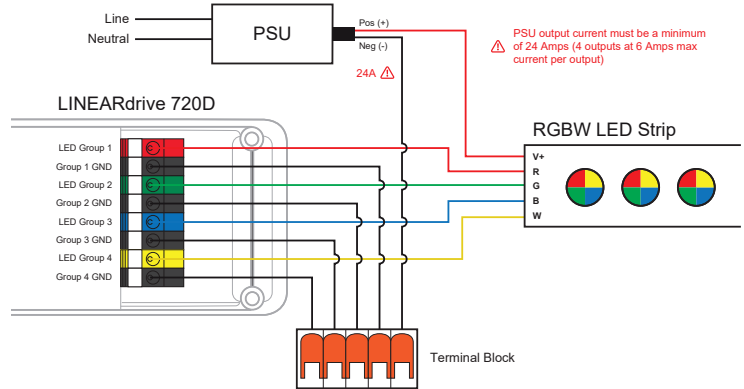 Line
Neutral
PSU
Pos (+)
Neg (-)
24A
PSU output current must be a minimum
of 24 Amps (4 outputs at 6 Amps max
current per output)
LINEARdrive 720D
LED Group 1
Group 1 GND
LED Group 2
Group 2 GND
LED Group 3
Group 3 GND
LED Group 4
Group 4 GND
RGBW LED Strip
V+
R
G
B
W
Terminal Block